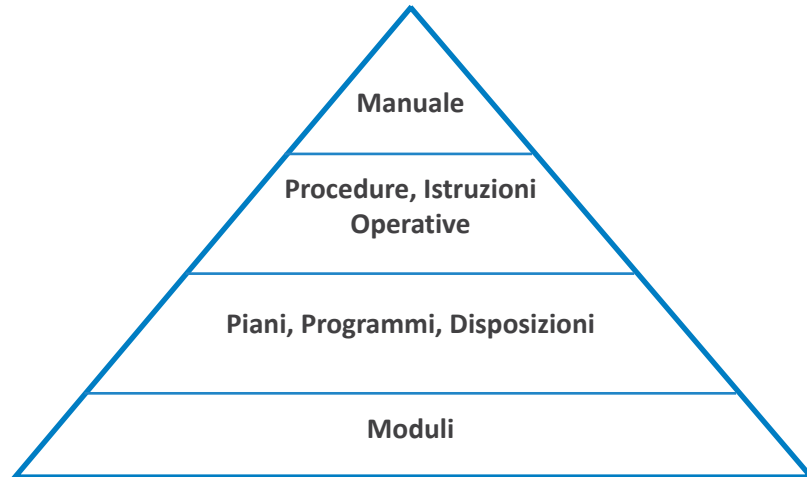 Manuale
Procedure, Istruzioni
Operative
Piani, Programmi, Disposizioni
Moduli